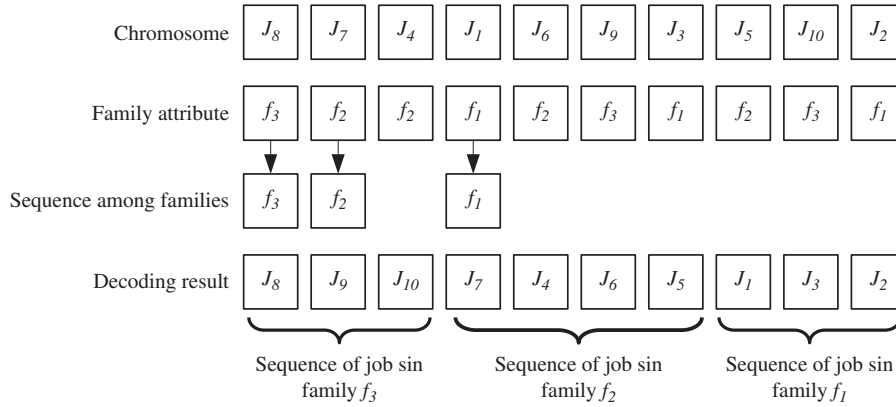 Chromosome J8 J7 J4 J1 J6 J9 J3 J5 J10 J2
Family attribute f3 f2 f2 f1 f2 f3 f1 f2 f3 f1
Sequence among families f3 f2 f1
Decoding result J8 J9 J10 J7 J4 J6 J5 J1 J3 J2
Sequence of job sin
family f3
Sequence of job sin
family f2
Sequence of job sin
family f1